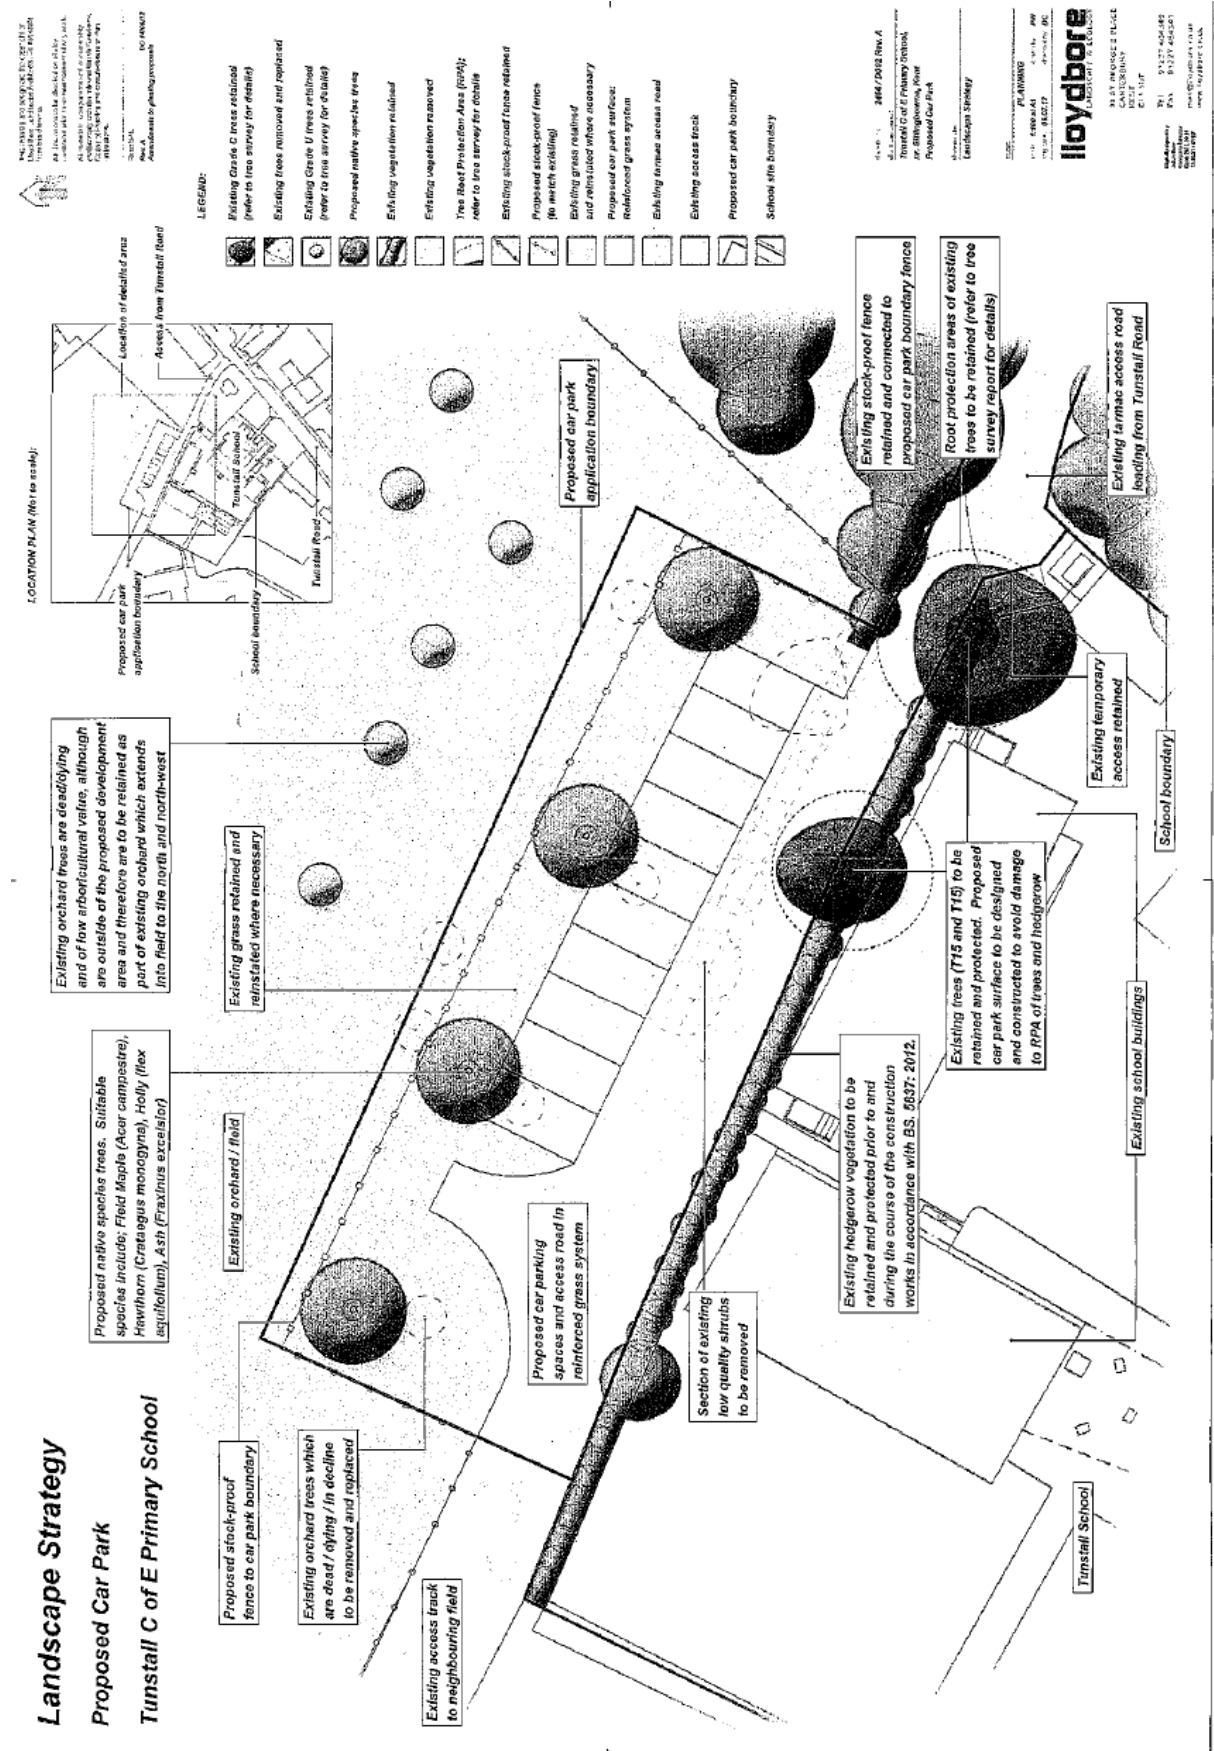 Landscape Strategy
Proposed Car Park
Tunstall C of E Primary School
Existing orchard trees are dead/dying
and of low arboricultural value, although
are outside of the proposed development
area and therefore are to be retained as
part of existing orchard which extends
into field to the north and north-west
Proposed native species trees. Suitable
species include; Field Maple (Acer campestre),
Hawthorn (Crataegus monogyna), Holly (Ilex
aquifolium), Ash (Fraxinus excelsior)
Existing grass retained and
reinstated where necessary
Existing orchard / field
Proposed stock-proof
fence to car park boundary
Existing orchard trees which
are dead / dying / in decline
to be removed and replaced
Existing access track
to neighbouring field
Proposed car parking
spaces and access road in
reinforced grass system
Section of existing
low quality shrubs
to be removed
Existing hedgerow vegetation to be
retained and protected prior to and
during the course of the construction
works in accordance with BS. 5837: 2012.
Existing trees (T15 and T15) to be
retained and protected. Proposed
car park surface to be designed
and constructed to avoid damage
to RPA of trees and hedgerow
Existing school buildings
Tunstall School
School boundary
Existing temporary
access retained
Existing tarmac access road
leading from Tunstall Road
Root protection areas of existing
trees to be retained (refer to tree
survey report for details)
Existing stock-proof fence
retained and connected to
proposed car park boundary fence
Proposed car park
application boundary
LOCATION PLAN (Not to scale):
Location of detailed area
Access from Tunstall Road
Proposed car park
application boundary
School boundary
Tunstall Road
Tunstall School
LEGEND:
Existing Grade C trees retained
(refer to tree survey for details)
Existing trees removed and replaced
Existing Grade U trees retained
(refer to tree survey for details)
Proposed native species trees
Existing vegetation retained
Existing vegetation removed
Tree Root Protection Area (RPA);
refer to tree survey for details
Existing stock-proof fence retained
Proposed stock-proof fence
(to match existing)
Existing grass retained
and reinstated where necessary
Proposed car park surface:
Reinforced grass system
Existing tarmac access road
Existing access track
Proposed car park boundary
School site boundary
Rev. A
Tunstall C of E Primary School,
nr. Sittingbourne, Kent
Proposed Car Park
Landscape Strategy
PLANNING
lloydbore
LANDSCAPE & ECOLOGY
33 ST GEORGE'S PLACE
CANTERBURY
KENT